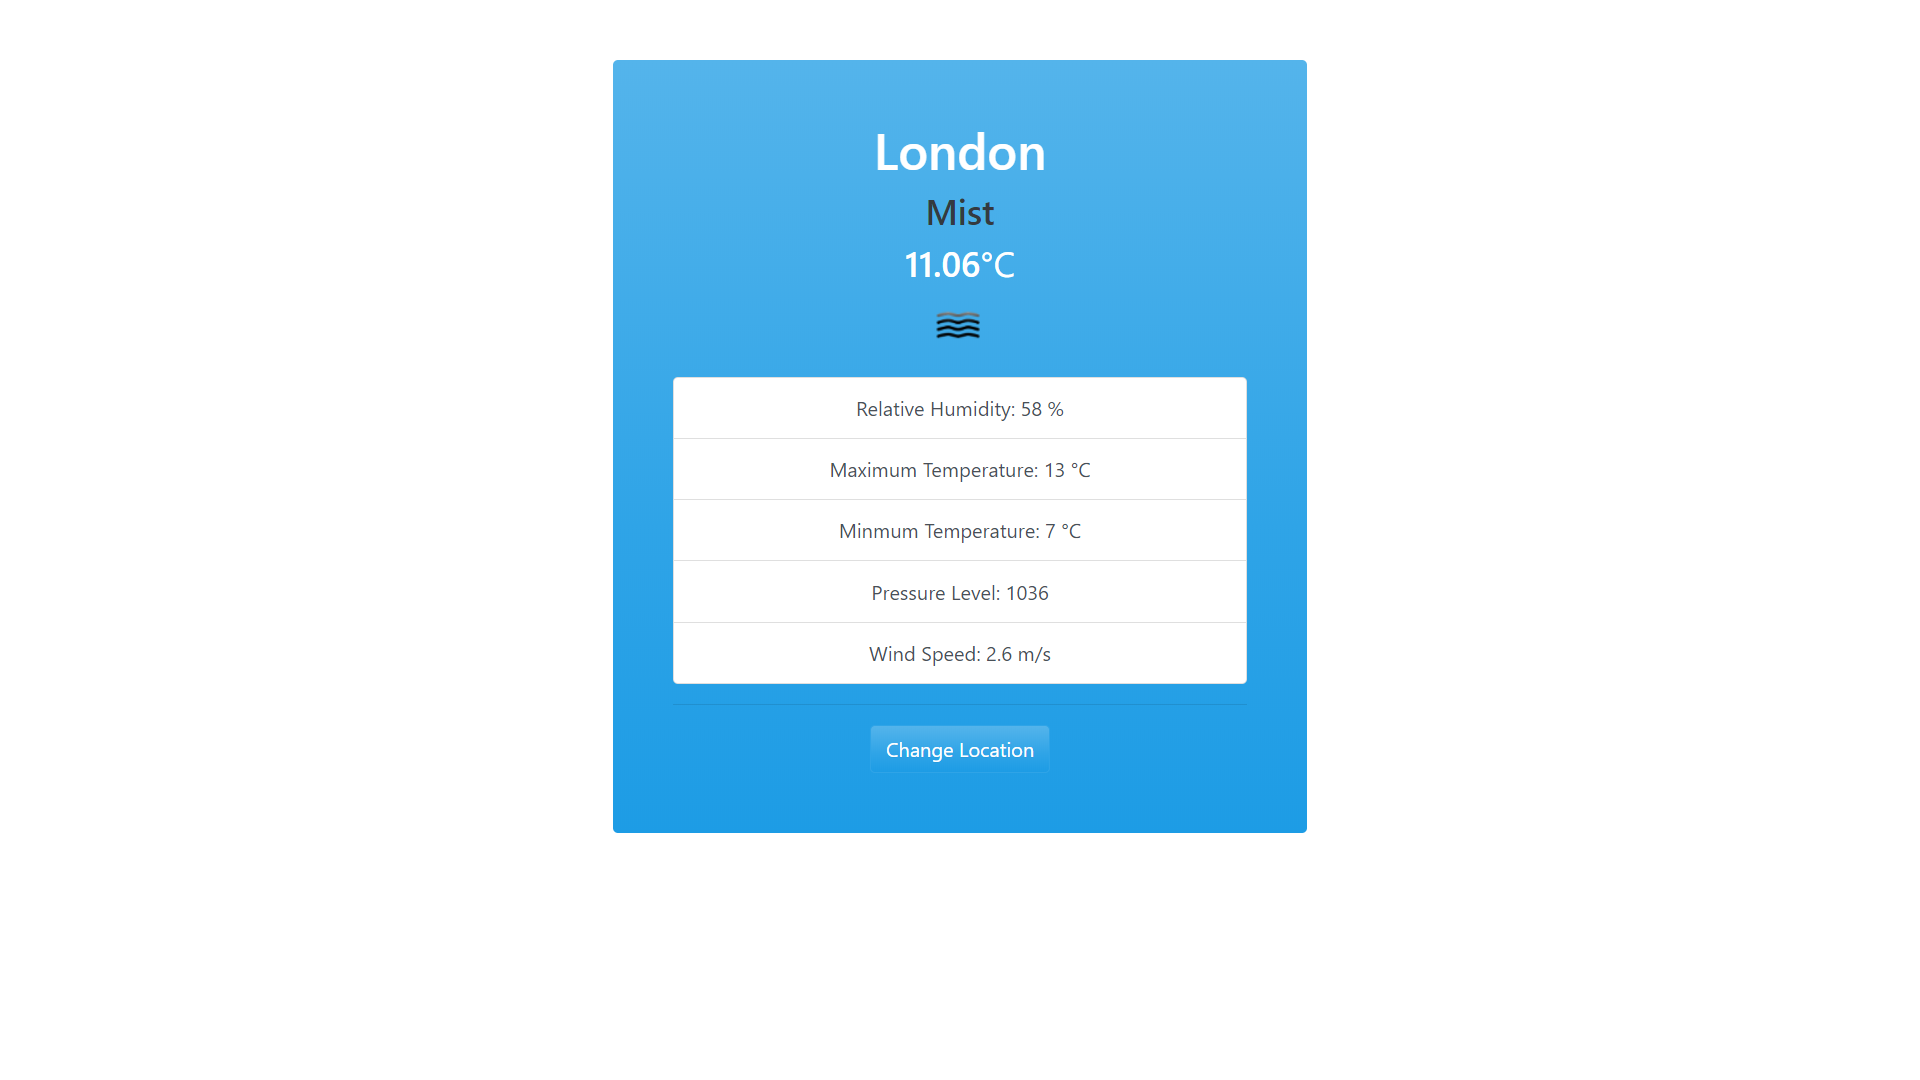 London
Mist
11.06°C
Relative Humidity: 58 %
Maximum Temperature: 13 °C
Minmum Temperature: 7 °C
Pressure Level: 1036
Wind Speed: 2.6 m/s
Change Location